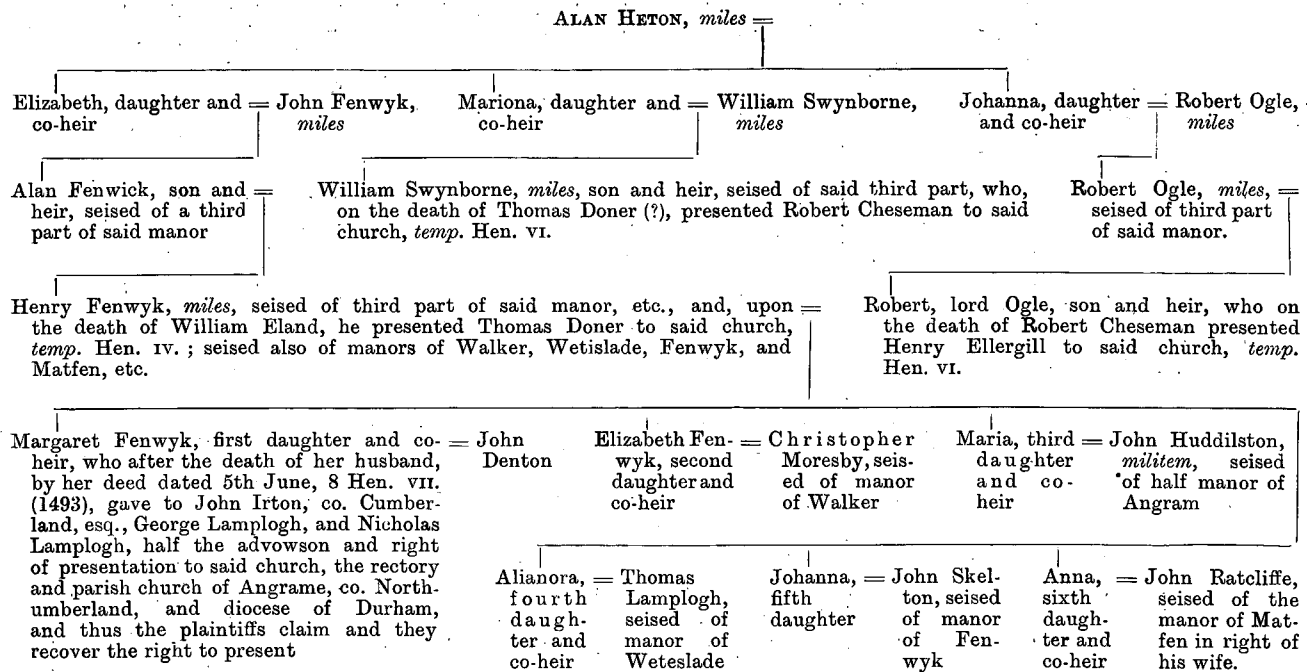 ALAN HETON, miles =
Elizabeth, daughter and = John Fenwyk,
co-heir miles
Mariona, daughter and = William Swynborne,
co-heir miles
Johanna, daughter = Robert Ogle,
and co-heir miles
Alan Fenwick, son and =
heir, seised of a third
part of said manor
William Swynborne, miles, son and heir, seised of said third part, who,
on the death of Thomas Doner (?), presented Robert Cheseman to said
church, temp. Hen. VI.
Robert Ogle, miles, =
seised of third part
of said manor.
Henry Fenwyk, miles, seised of third part of said manor, etc., and, upon =
the death of William Eland, he presented Thomas Doner to said church,
temp. Hen. IV. ; seised also of manors of Walker, Wetislade, Fenwyk, and
Matfen, etc.
Robert, lord Ogle, son and heir, who on
the death of Robert Cheseman presented
Henry Ellergill to said church, temp.
Hen. VI.
Margaret Fenwyk, first daughter and co-
heir, who after the death of her husband,
by her deed dated 5th June, 8 Hen. VII.
(1493), gave to John Irton, co. Cumber-
land, esq., George Lamplogh, and Nicholas
Lamplogh, half the advowson and right
of presentation to said church, the rectory
and parish church of Angrame, co. North-
umberland, and diocese of Durham,
and thus the plaintiffs claim and they
recover the right to present
= John
Denton
Elizabeth Fen-
wyk, second
daughter and
co-heir
= Christopher
Moresby, seis-
ed of manor
of Walker
Maria, third
daughter
and co-
heir
= John Huddilston,
militem, seised
of half manor of
Angram
Alianora,
fourth
daugh-
ter and
co-heir
= Thomas
Lamplogh,
seised of
manor of
Weteslade
Johanna,
fifth
daughter
= John Skel-
ton, seised
of manor
of Fen-
wyk
Anna,
sixth
daugh-
ter and
co-heir
= John Ratcliffe,
seised of the
manor of Mat-
fen in right of
his wife.